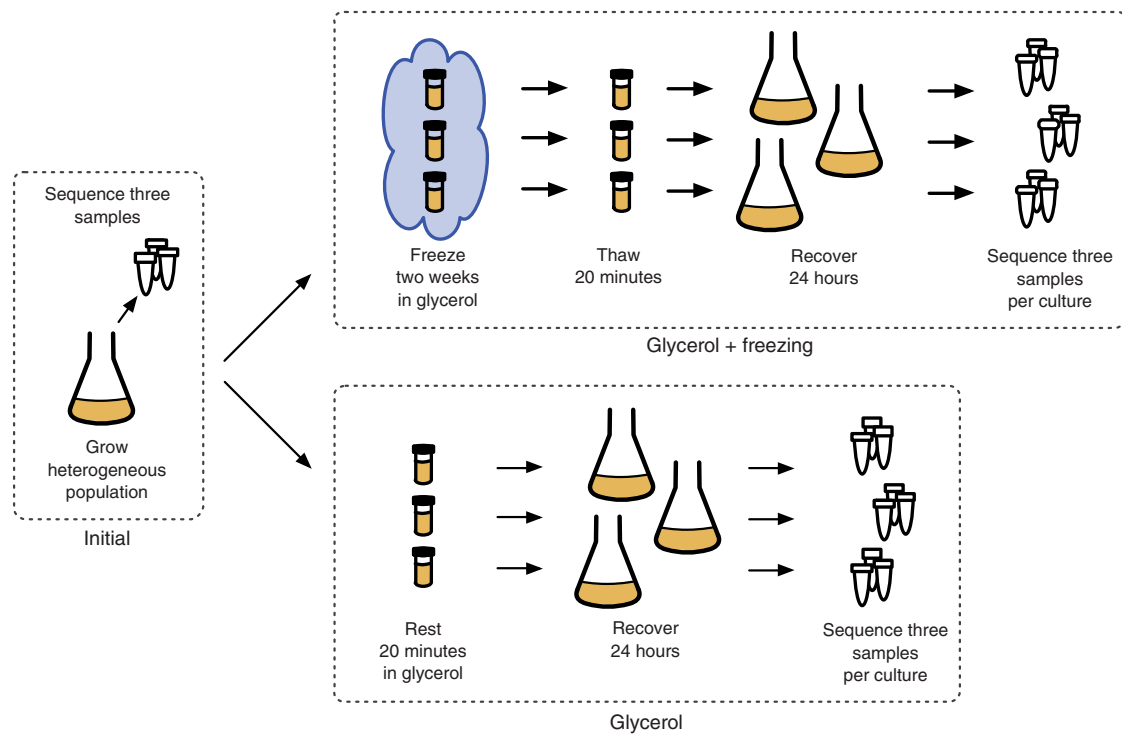 Sequence three
samples
Grow
heterogeneous
population
Initial
Freeze
two weeks
in glycerol
Thaw
20 minutes
Recover
24 hours
Sequence three
samples
per culture
Glycerol + freezing
Rest
20 minutes
in glycerol
Recover
24 hours
Sequence three
samples
per culture
Glycerol